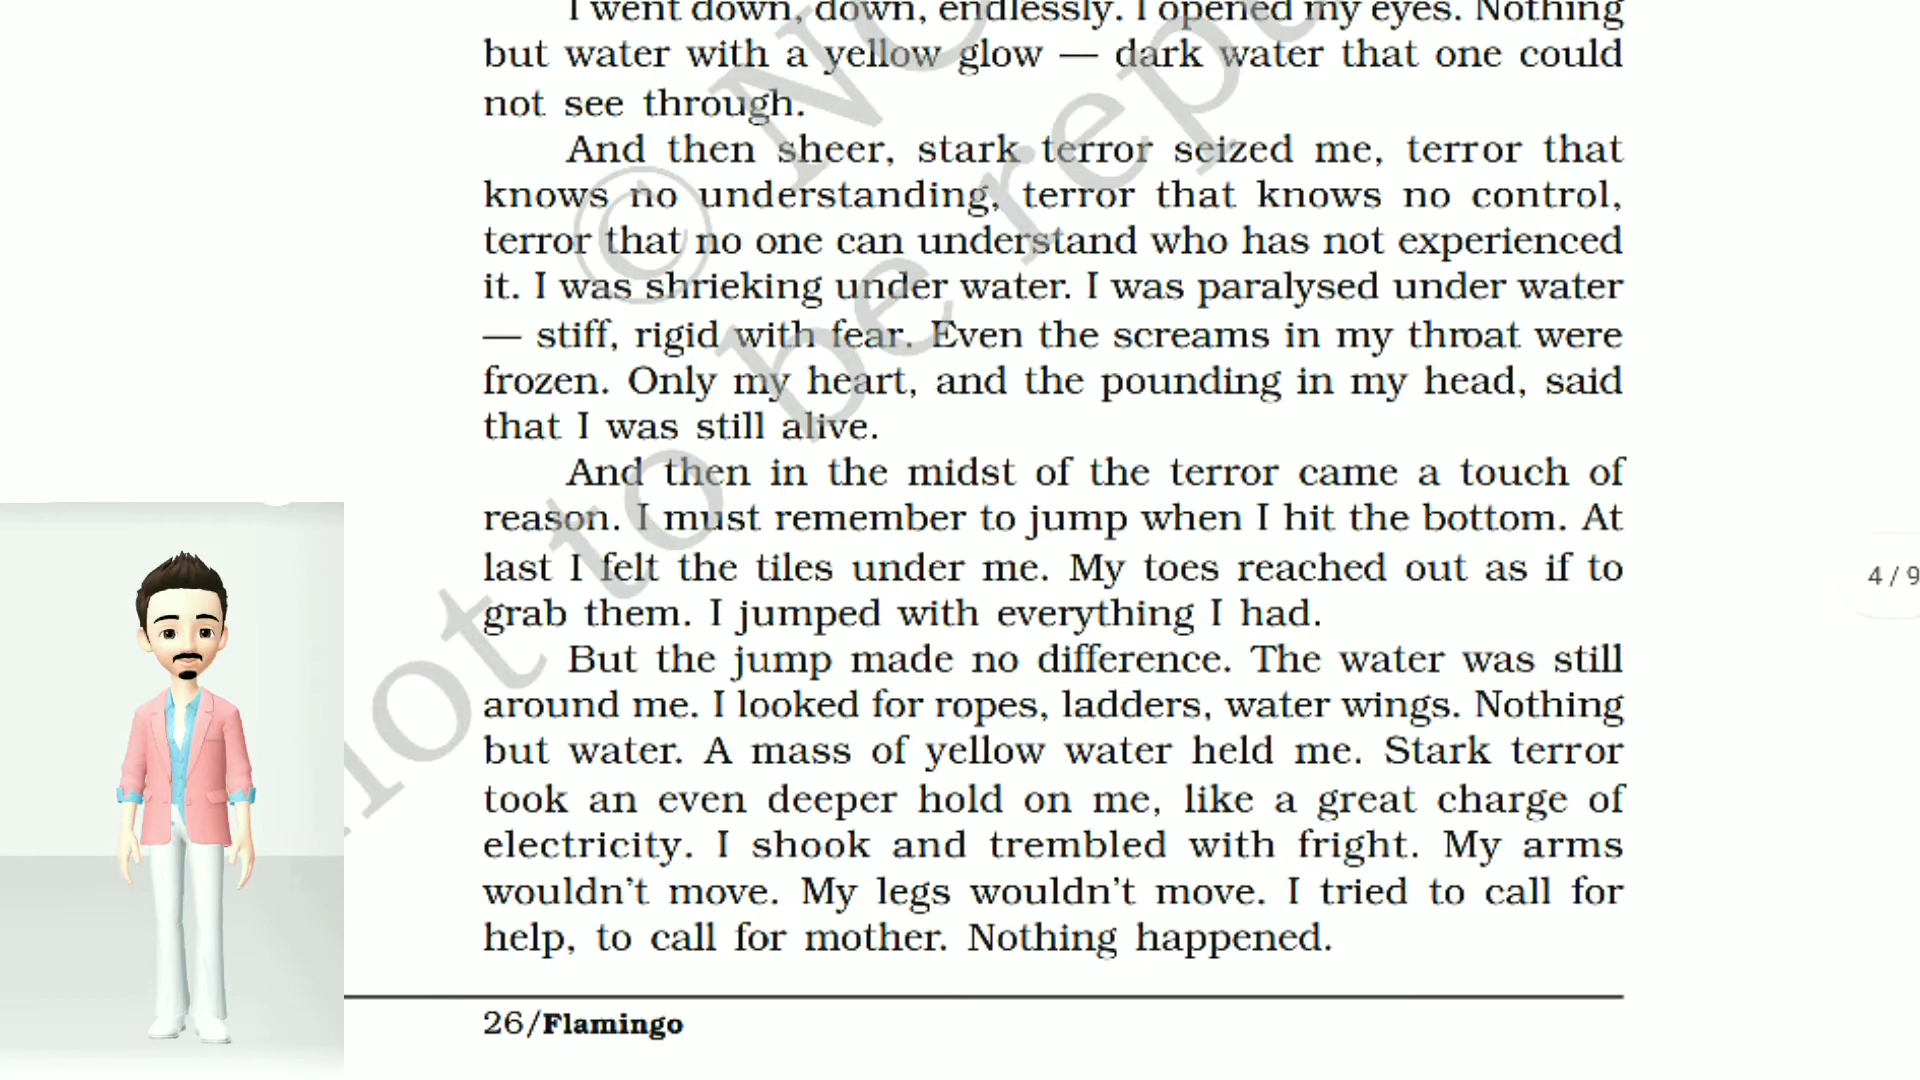 I went down, down, endlessly. I opened my eyes. Nothing
but water with a yellow glow — dark water that one could
not see through.
And then sheer, stark terror seized me, terror that
knows no understanding, terror that knows no control,
terror that no one can understand who has not experienced
it. I was shrieking under water. I was paralysed under water
— stiff, rigid with fear. Even the screams in my throat were
frozen. Only my heart, and the pounding in my head, said
that I was still alive.
And then in the midst of the terror came a touch of
reason. I must remember to jump when I hit the bottom. At
last I felt the tiles under me. My toes reached out as if to
grab them. I jumped with everything I had.
But the jump made no difference. The water was still
around me. I looked for ropes, ladders, water wings. Nothing
but water. A mass of yellow water held me. Stark terror
took an even deeper hold on me, like a great charge of
electricity. I shook and trembled with fright. My arms
wouldn't move. My legs wouldn't move. I tried to call for
help, to call for mother. Nothing happened.
26/Flamingo
4 / 9
© NC
not to be rep